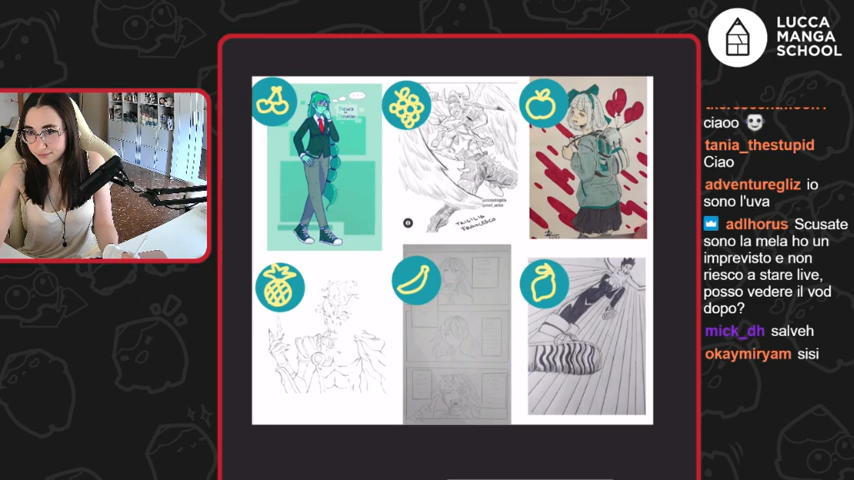 LUCCA
MANGA
SCHOOL
ciaoo
tania_thestupid
Ciao
adventuregliz io
sono l'uva
adlhorus Scusate
sono la mela ho un
imprevisto e non
riesco a stare live,
posso vedere il vod
dopo?
mick_dh salveh
okaymiryam sisi
FRANCESCO